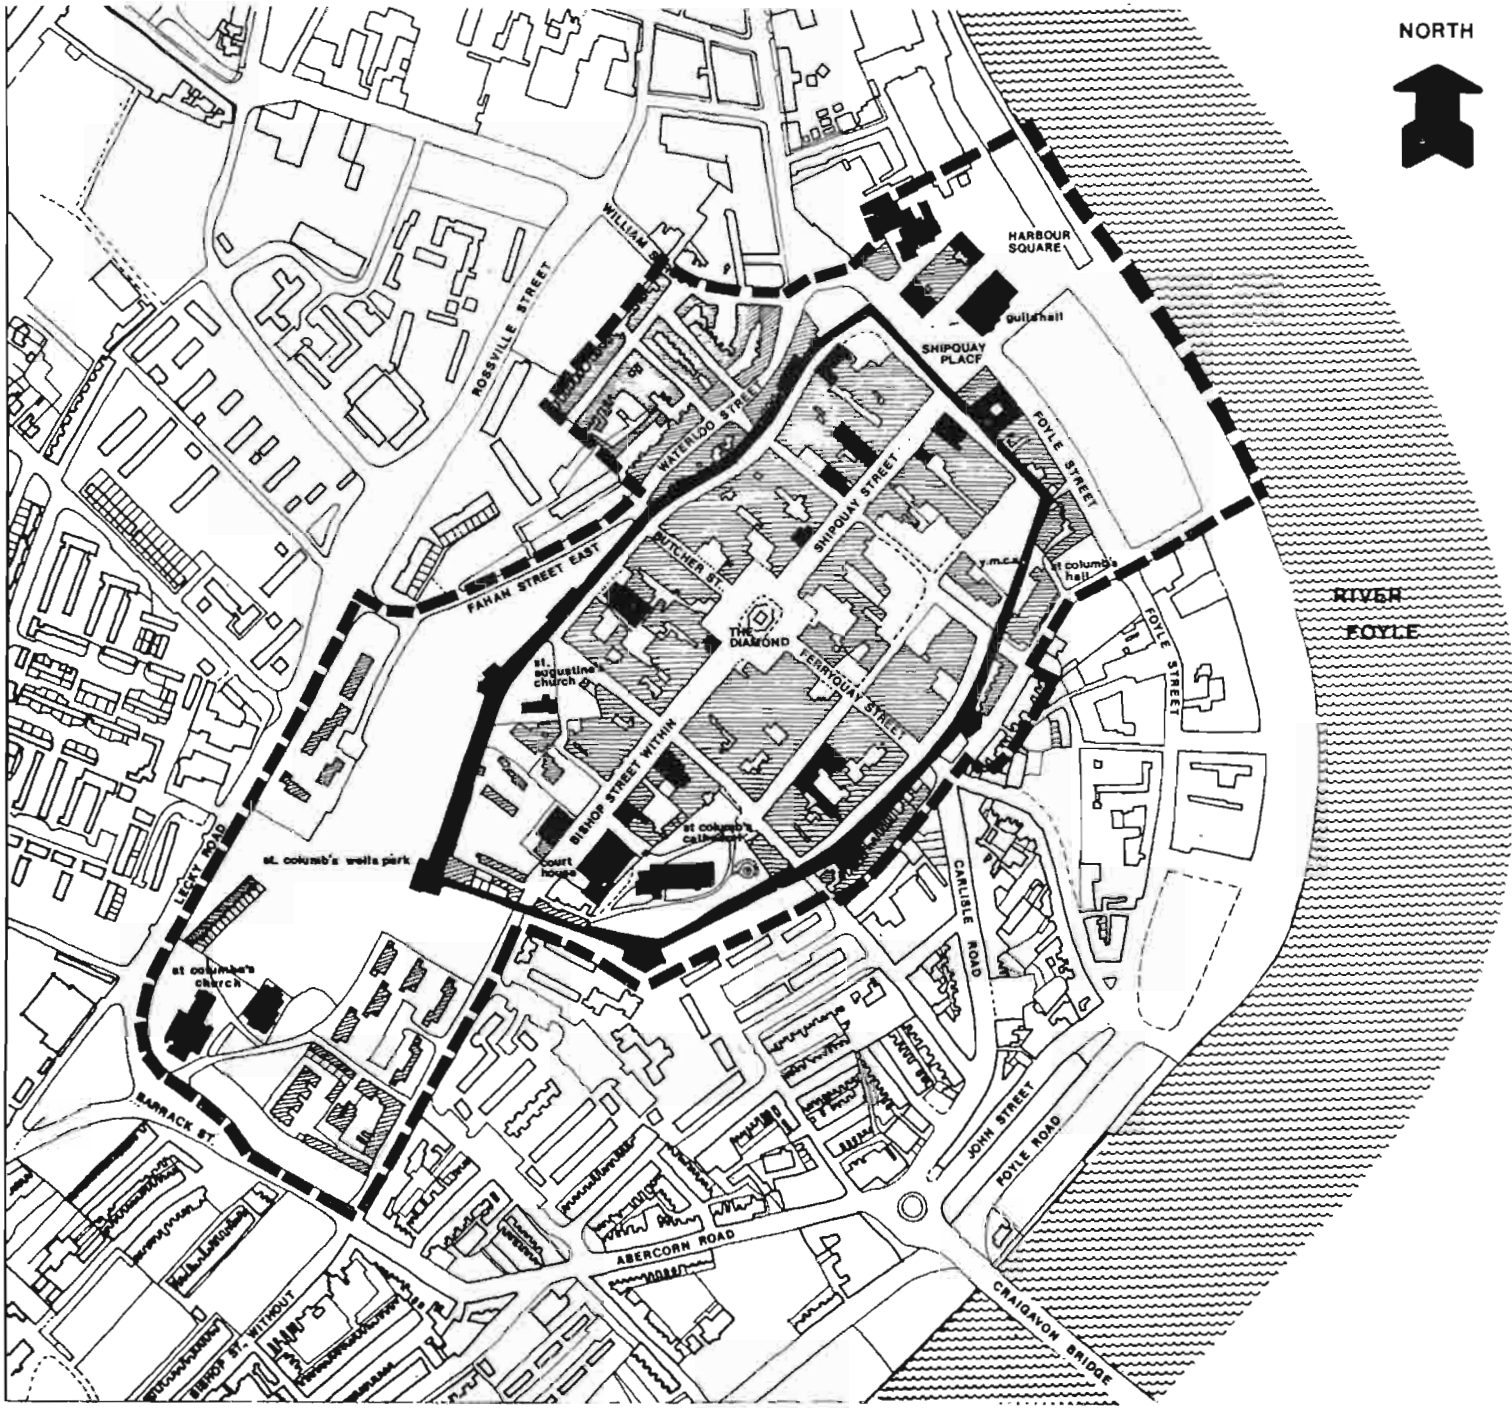 NORTH
WILLIAM ST.
HARBOUR
SQUARE
ROSSVILLE STREET
guildhall
SHIPQUAY
PLACE
WATERLOO STREET
FOYLE STREET
SHIPQUAY STREET
BUTCHER ST.
y.m.c.a.
st columb's
hall
FAHAN STREET EAST
RIVER
FOYLE
THE
DIAMOND
FOYLE STREET
FERRYQUAY STREET
st.
augustine's
church
BISHOP STREET WITHIN
st columb's
cathedral
court
house
st. columb's wells park
LECKY ROAD
CARLISLE ROAD
st columba's
church
BARRACK ST.
JOHN STREET
FOYLE ROAD
ABERCORN ROAD
CRAIGAVON BRIDGE
BISHOP ST. WITHOUT